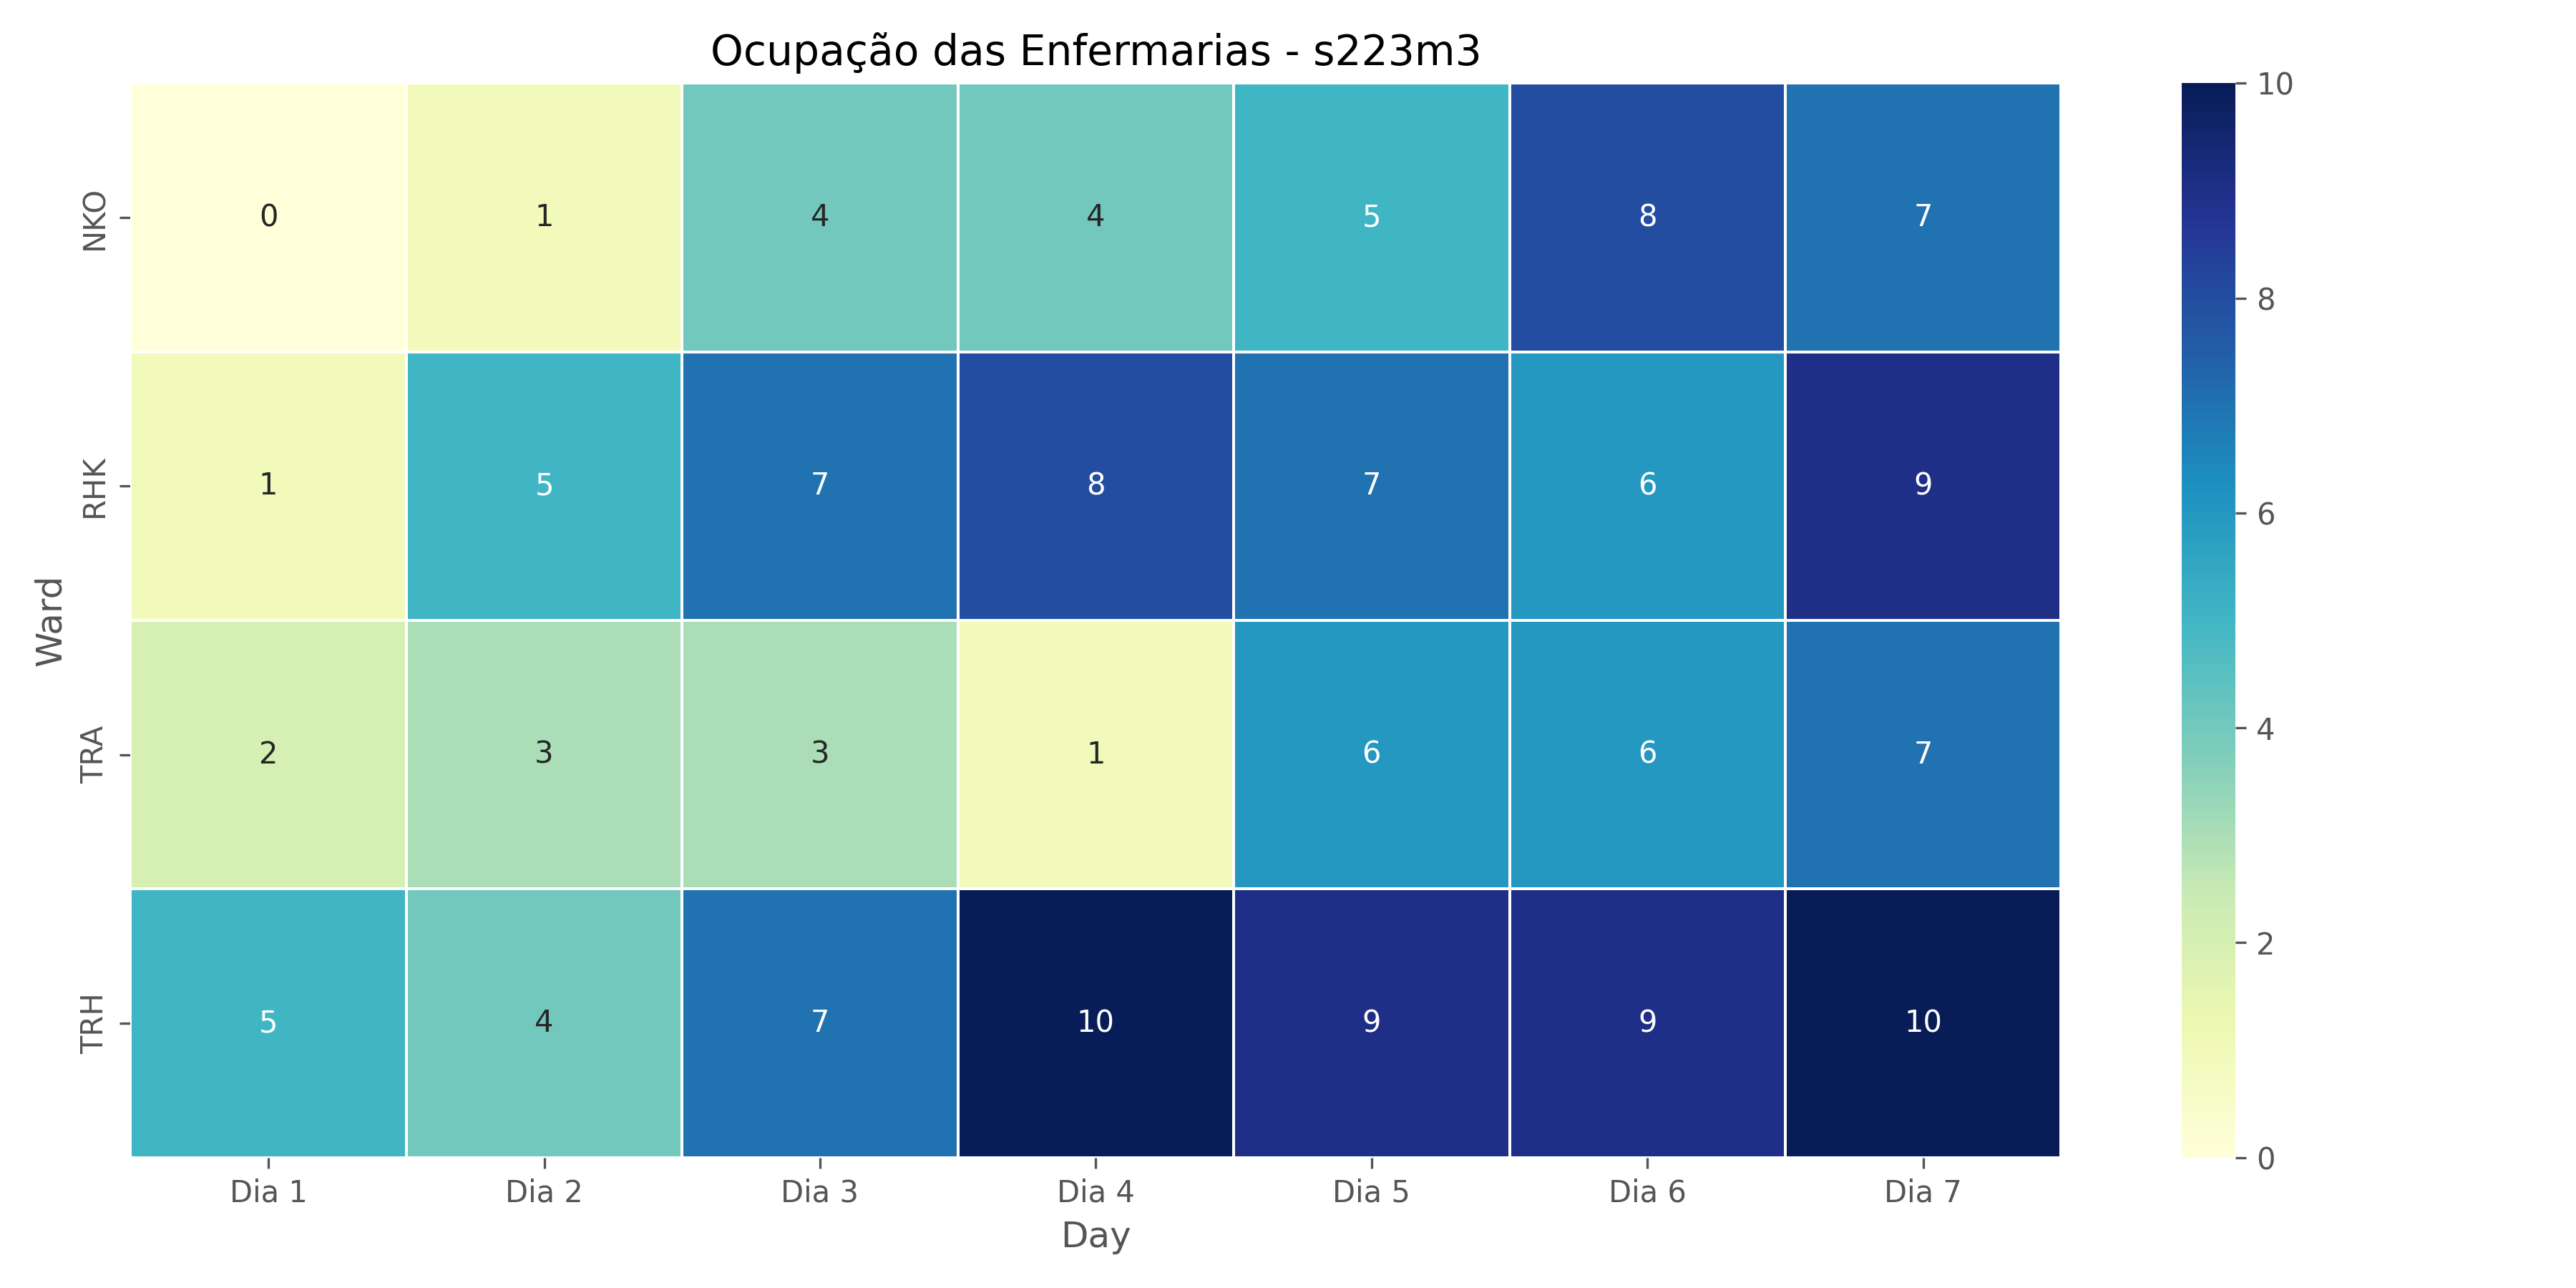 Ocupação das Enfermarias - s223m3
10
NKO 0 1 4 4 5 8 7
8
RHK 1 5 7 8 7 6 9
6
Ward
TRA 2 3 3 1 6 6 7
4
2
TRH 5 4 7 10 9 9 10
0
Dia 1 Dia 2 Dia 3 Dia 4 Dia 5 Dia 6 Dia 7
Day